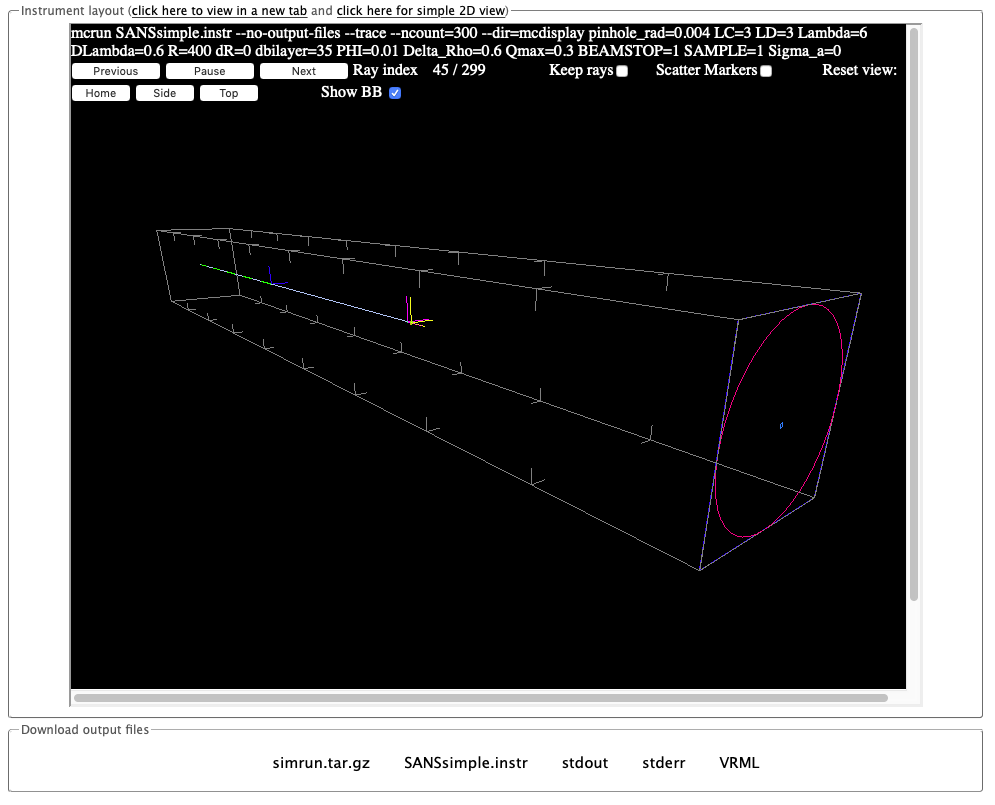 Instrument layout (click here to view in a new tab and click here for simple 2D view)
mcrun SANSsimple.instr --no-output-files --trace --ncount=300 --dir=mcdisplay pinhole_rad=0.004 LC=3 LD=3 Lambda=6
DLambda=0.6 R=400 dR=0 dbilayer=35 PHI=0.01 Delta_Rho=0.6 Qmax=0.3 BEAMSTOP=1 SAMPLE=1 Sigma_a=0
Previous Pause Next Ray index 45 / 299 Keep rays Scatter Markers Reset view:
Home Side Top Show BB
Download output files
simrun.tar.gz SANSsimple.instr stdout stderr VRML